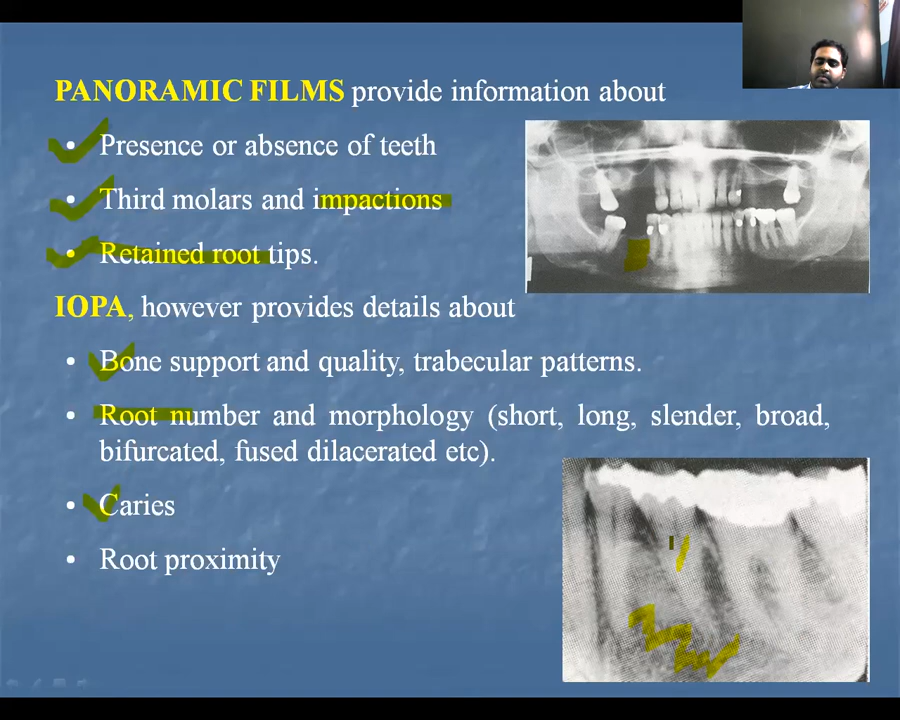 PANORAMIC FILMS provide information about
• Presence or absence of teeth
• Third molars and impactions
• Retained root tips.
IOPA, however provides details about
• Bone support and quality, trabecular patterns.
• Root number and morphology (short, long, slender, broad,
bifurcated, fused dilacerated etc).
• Caries
• Root proximity